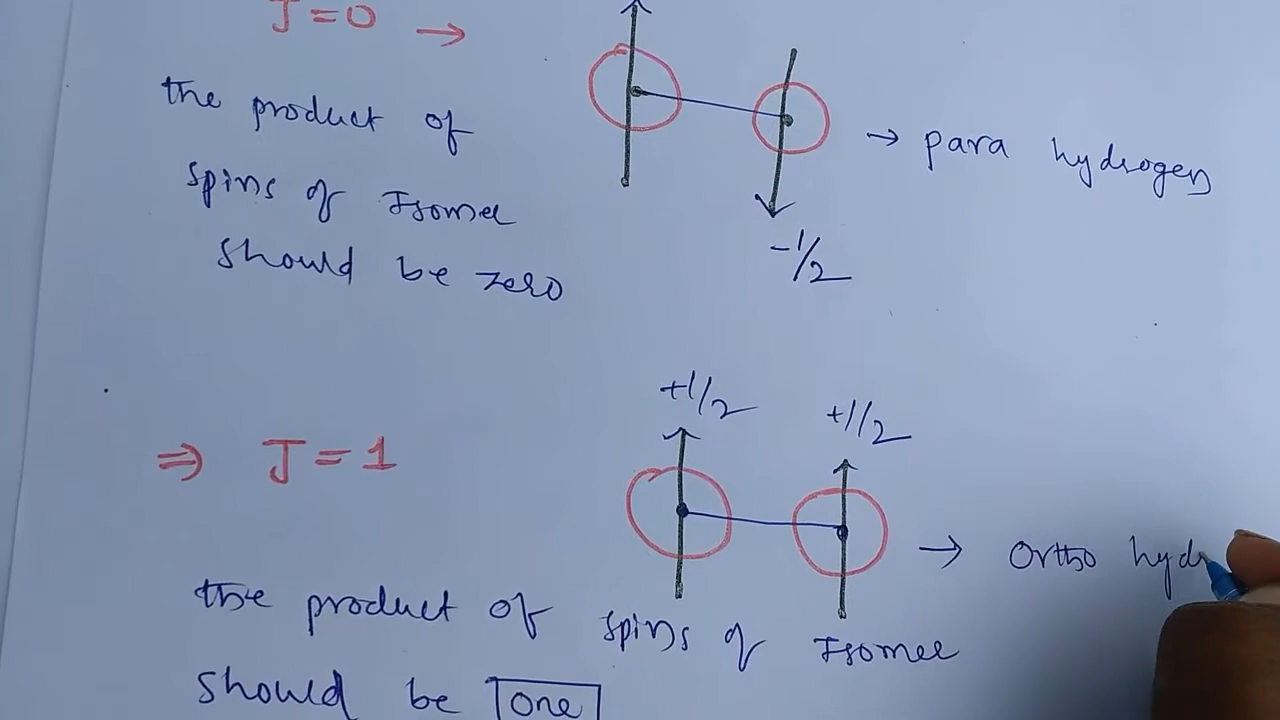 J = 0 →
the product of
spins of Isomer
should be zero
→ para hydrogen
-1/2
+1/2
+1/2
⇒ J = 1
→ Ortho hyd
the product of spins of Isomer
should be One